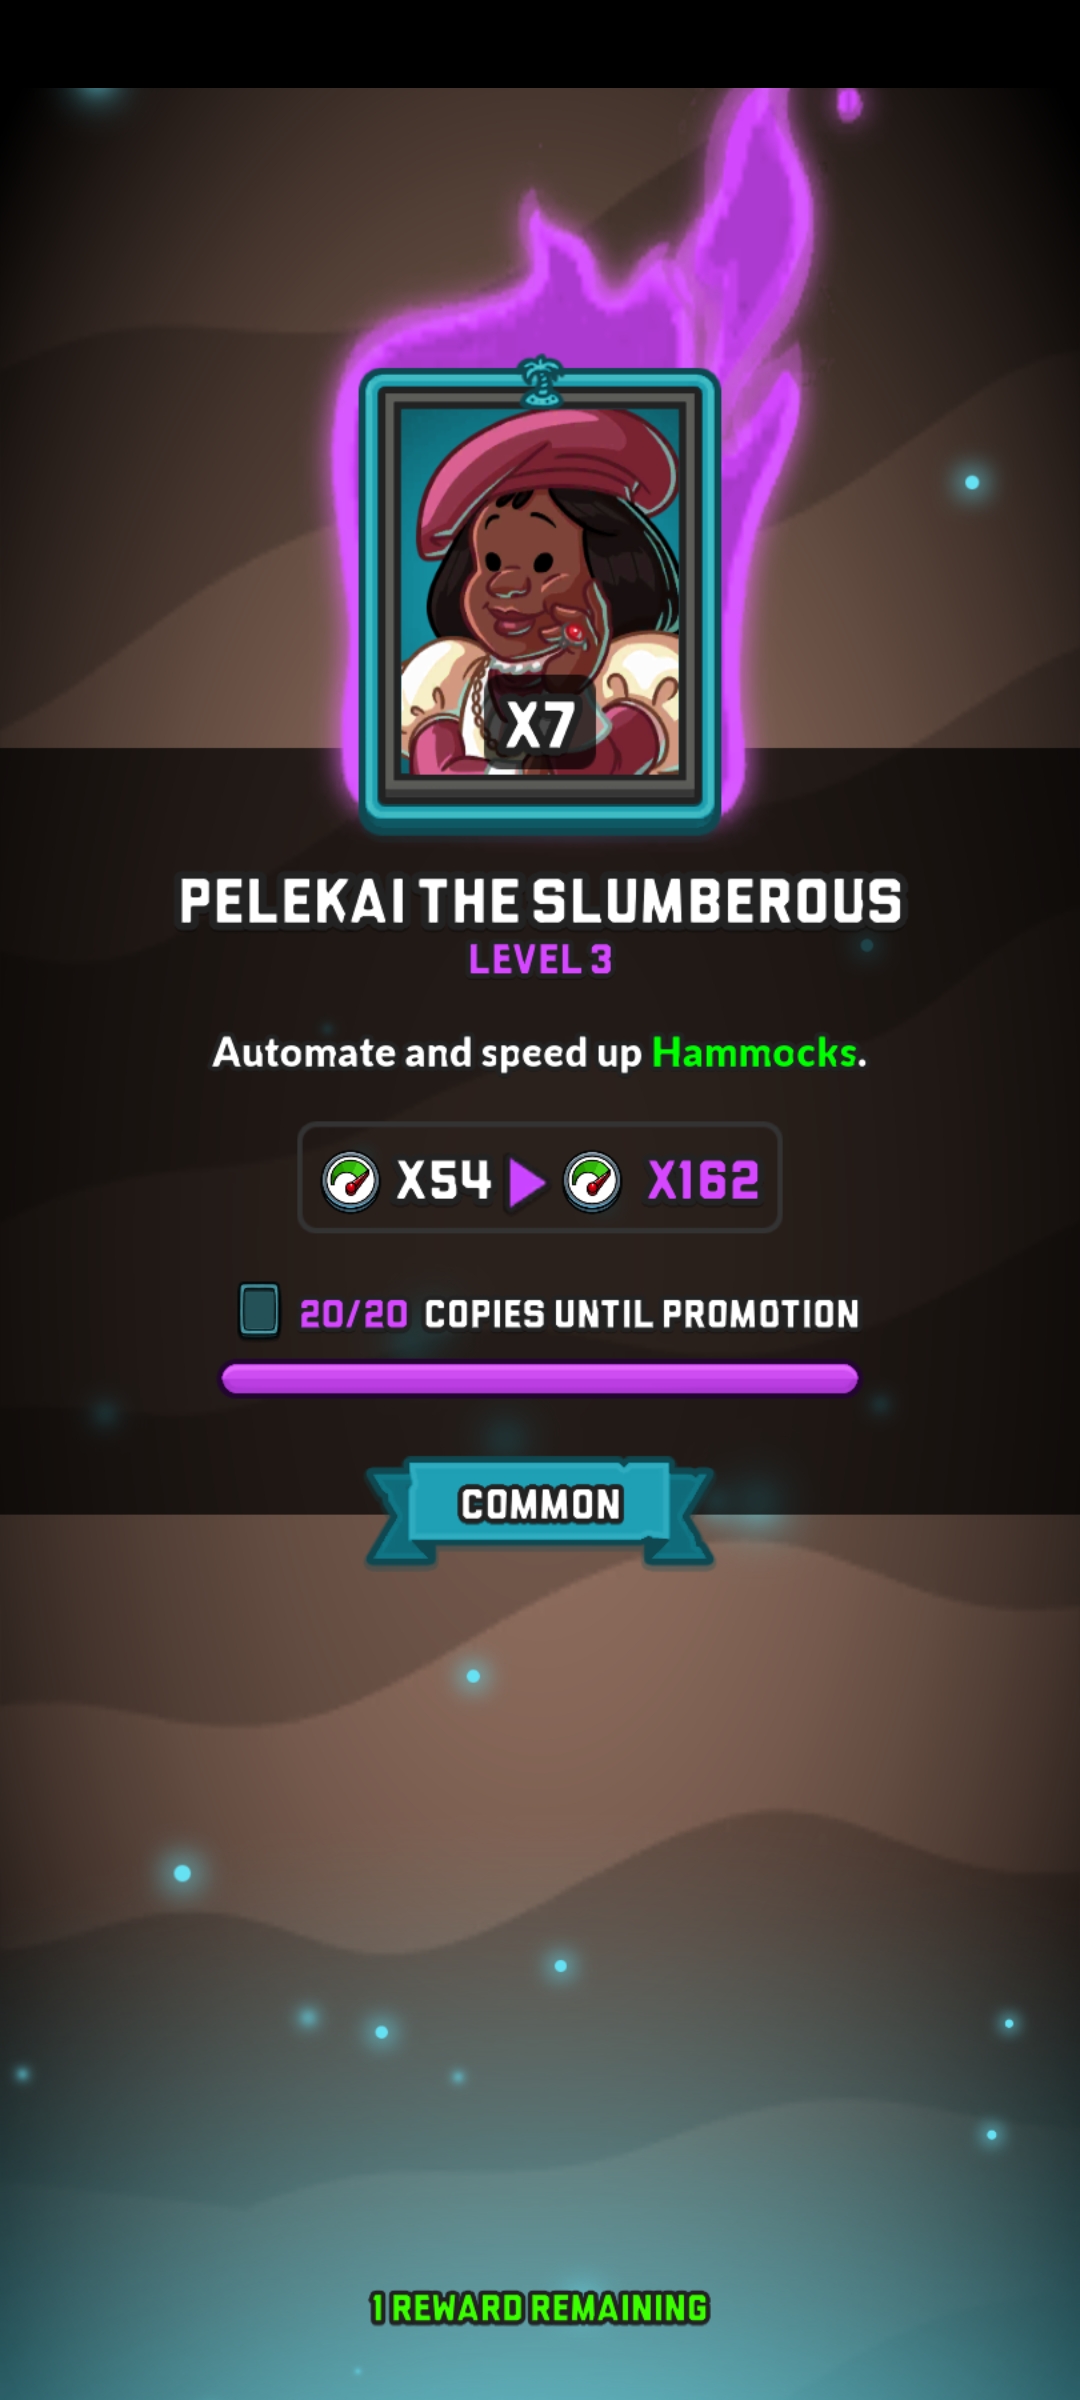 X7
PELEKAI THE SLUMBEROUS
LEVEL 3
Automate and speed up Hammocks.
X54 X162
20/20 COPIES UNTIL PROMOTION
COMMON
1 REWARD REMAINING